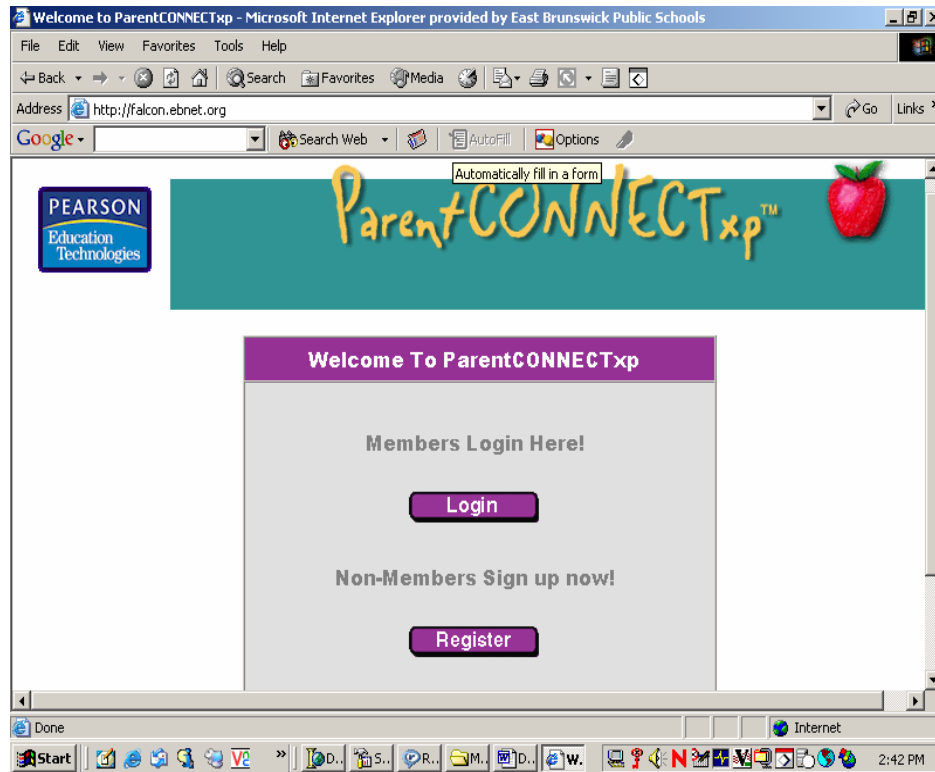 Welcome to ParentCONNECTxp - Microsoft Internet Explorer provided by East Brunswick Public Schools
File Edit View Favorites Tools Help
Back Search Favorites Media
Address http://falcon.ebnet.org Go Links
Google Search Web AutoFill Options
Automatically fill in a form
PEARSON
Education
Technologies
ParentCONNECTxp™
Welcome To ParentCONNECTxp
Members Login Here!
Login
Non-Members Sign up now!
Register
Done Internet
Start V2 » D.. S.. R.. M.. D.. W.. N 2:42 PM